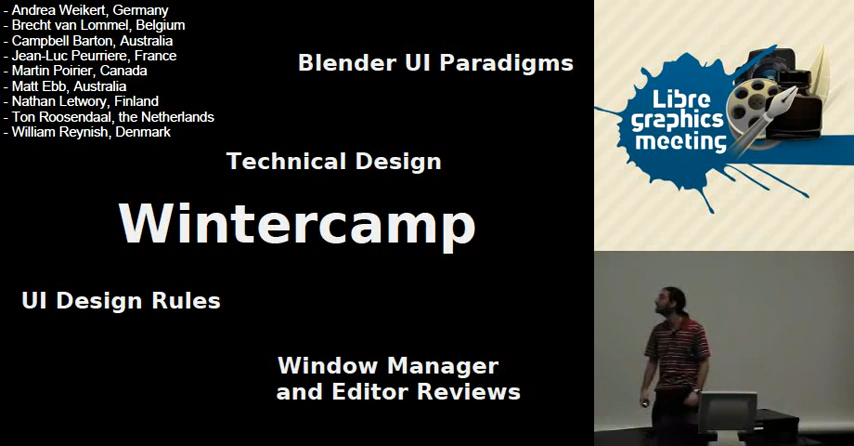 - Andrea Weikert, Germany
- Brecht van Lommel, Belgium
- Campbell Barton, Australia
- Jean-Luc Peurriere, France
- Martin Poirier, Canada
- Matt Ebb, Australia
- Nathan Letwory, Finland
- Ton Roosendaal, the Netherlands
- William Reynish, Denmark
Blender UI Paradigms
Technical Design
Wintercamp
UI Design Rules
Window Manager
and Editor Reviews
Libre
graphics
meeting